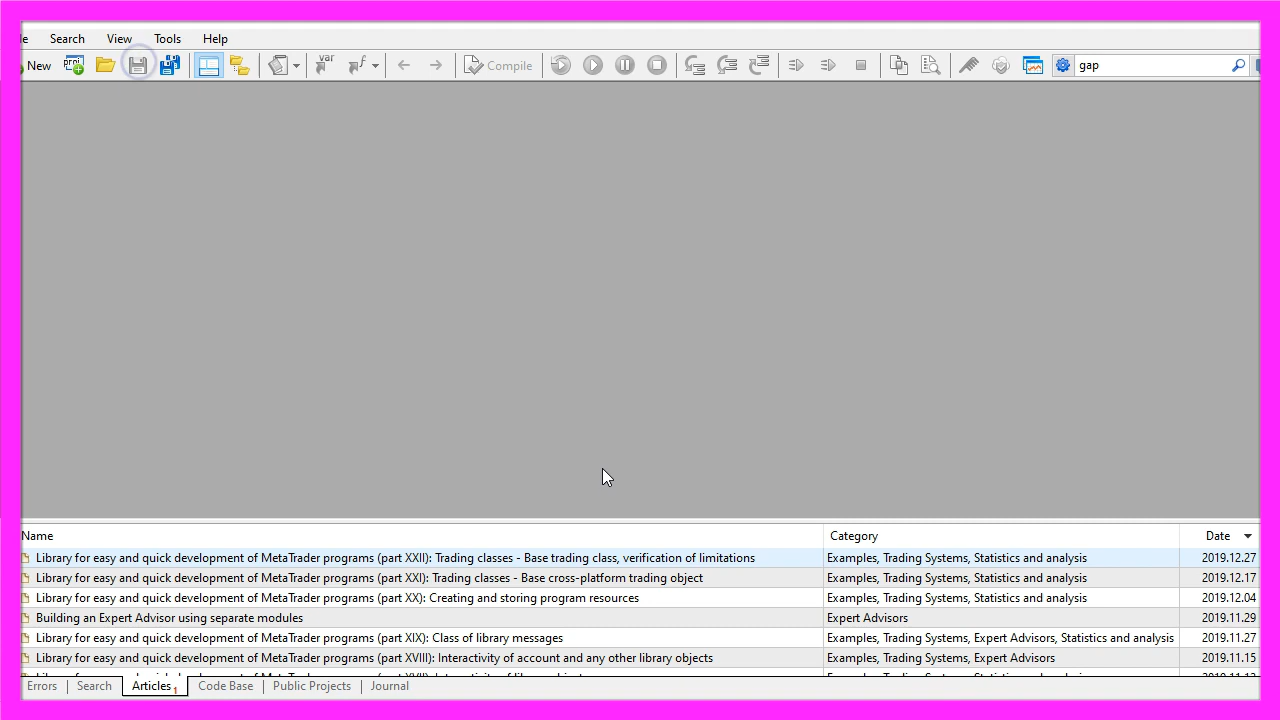 Search View Tools Help
New var Compile gap
Name Category Date
Library for easy and quick development of MetaTrader programs (part XXII): Trading classes - Base trading class, verification of limitations Examples, Trading Systems, Statistics and analysis 2019.12.27
Library for easy and quick development of MetaTrader programs (part XXI): Trading classes - Base cross-platform trading object Examples, Trading Systems, Statistics and analysis 2019.12.17
Library for easy and quick development of MetaTrader programs (part XX): Creating and storing program resources Examples, Trading Systems, Statistics and analysis 2019.12.04
Building an Expert Advisor using separate modules Expert Advisors 2019.11.29
Library for easy and quick development of MetaTrader programs (part XIX): Class of library messages Examples, Trading Systems, Expert Advisors, Statistics and analysis 2019.11.27
Library for easy and quick development of MetaTrader programs (part XVIII): Interactivity of account and any other library objects Examples, Trading Systems, Expert Advisors 2019.11.15
Errors Search Articles 1 Code Base Public Projects Journal